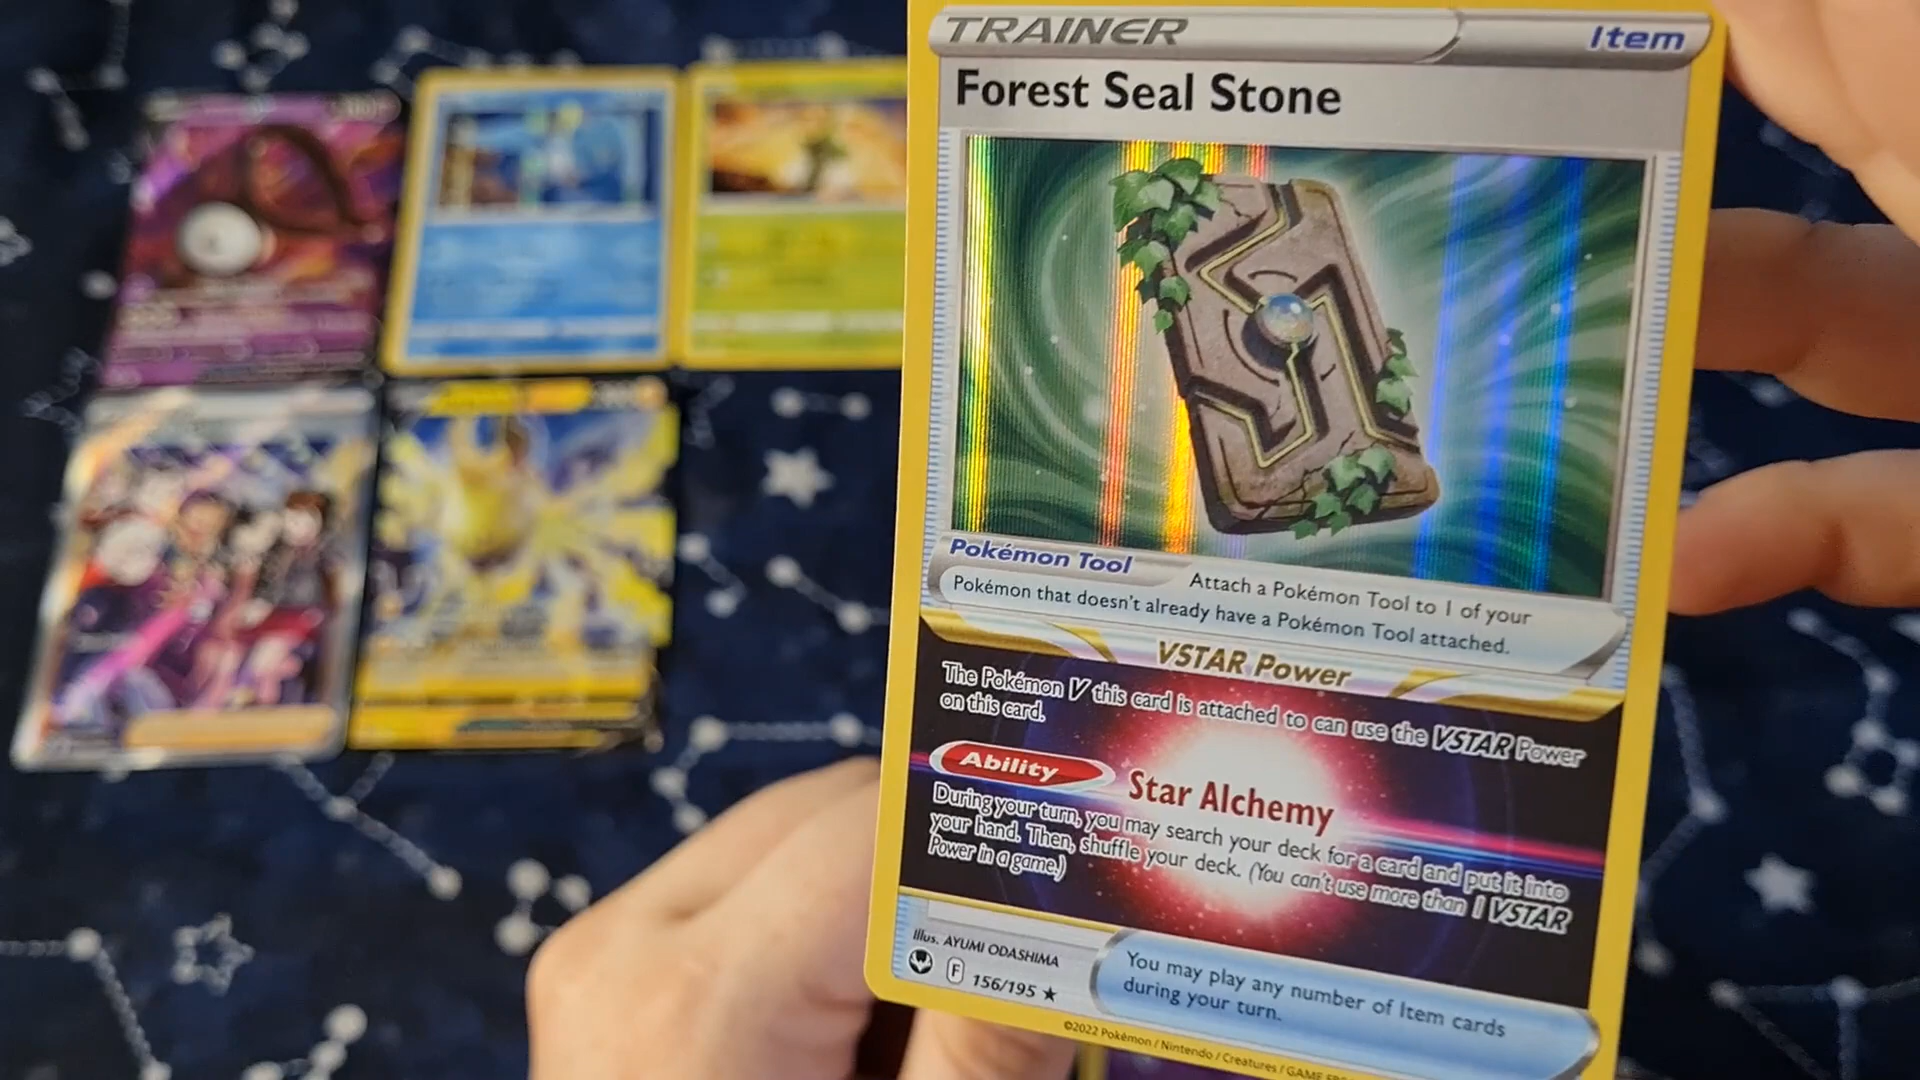 TRAINER
Item
Forest Seal Stone
Pokémon Tool
Attach a Pokémon Tool to 1 of your
Pokémon that doesn't already have a Pokémon Tool attached.
VSTAR Power
The Pokémon V this card is attached to can use the VSTAR Power
on this card.
Ability
Star Alchemy
During your turn, you may search your deck for a card and put it into
your hand. Then, shuffle your deck. (You can't use more than 1 VSTAR
Power in a game.)
Illus. AYUMI ODASHIMA
F 156/195 ★
You may play any number of Item cards
during your turn.
©2022 Pokémon / Nintendo / Creatures / GAME